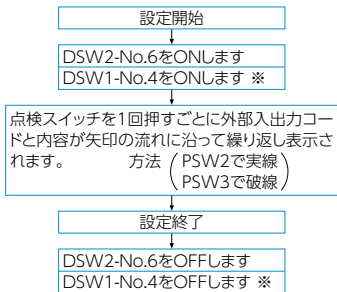 設定開始
DSW2-No.6をONします
DSW1-No.4をONします ※
点検スイッチを1回押すごとに外部入出力コー
ドと内容が矢印の流れに沿って繰り返し表示さ
れます。 方法 (PSW2で実線
PSW3で破線)
設定終了
DSW2-No.6をOFFします
DSW1-No.4をOFFします ※